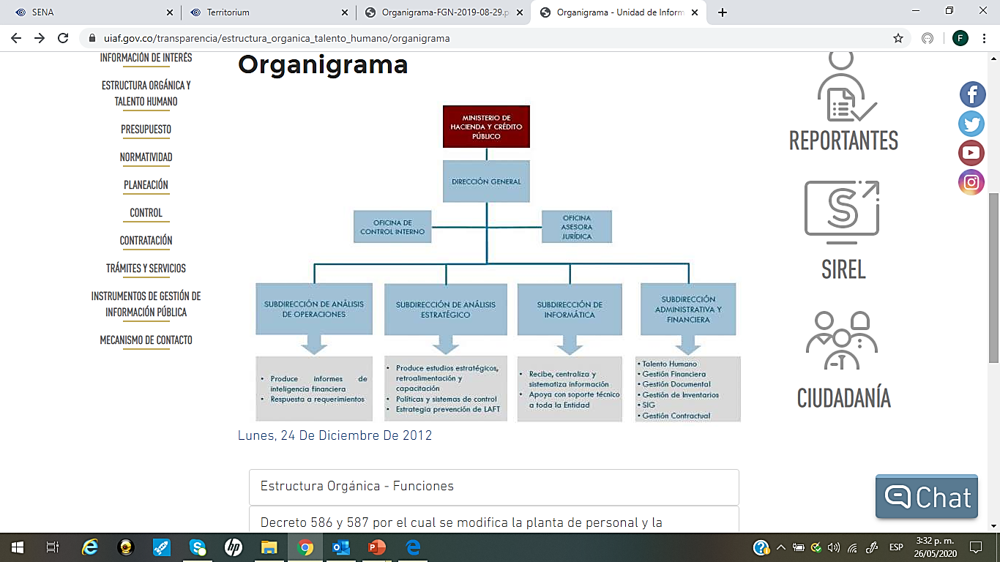 SENA
Territorium
Organigrama-FGN-2019-08-29.p
Organigrama - Unidad de Inform
uiaf.gov.co/transparencia/estructura_organica_talento_humano/organigrama
F
INFORMACIÓN DE INTERÉS
ESTRUCTURA ORGÁNICA Y
TALENTO HUMANO
PRESUPUESTO
NORMATIVIDAD
PLANEACIÓN
CONTROL
CONTRATACIÓN
TRÁMITES Y SERVICIOS
INSTRUMENTOS DE GESTIÓN DE
INFORMACIÓN PÚBLICA
MECANISMO DE CONTACTO
Organigrama
MINISTERIO DE
HACIENDA Y CRÉDITO
PÚBLICO
DIRECCIÓN GENERAL
OFICINA DE
CONTROL INTERNO
OFICINA
ASESORA
JURÍDICA
SUBDIRECCIÓN DE ANÁLISIS
DE OPERACIONES
SUBDIRECCIÓN DE ANÁLISIS
ESTRATÉGICO
SUBDIRECCIÓN DE
INFORMÁTICA
SUBDIRECCIÓN
ADMINISTRATIVA Y
FINANCIERA
• Produce informes de
inteligencia financiera
• Respuesta a requerimientos
• Produce estudios estratégicos,
retroalimentación y
capacitación
• Políticas y sistemas de control
• Estrategia prevención de LAFT
• Recibe, centraliza y
sistematiza información
• Apoya con soporte técnico
a toda la Entidad
• Talento Humano
• Gestión Financiera
• Gestión Documental
• Gestión de Inventarios
• SIG
• Gestión Contractual
Lunes, 24 De Diciembre De 2012
Estructura Orgánica - Funciones
Decreto 586 y 587 por el cual se modifica la planta de personal y la
REPORTANTES
SIREL
CIUDADANÍA
Chat
ESP
3:32 p. m.
26/05/2020